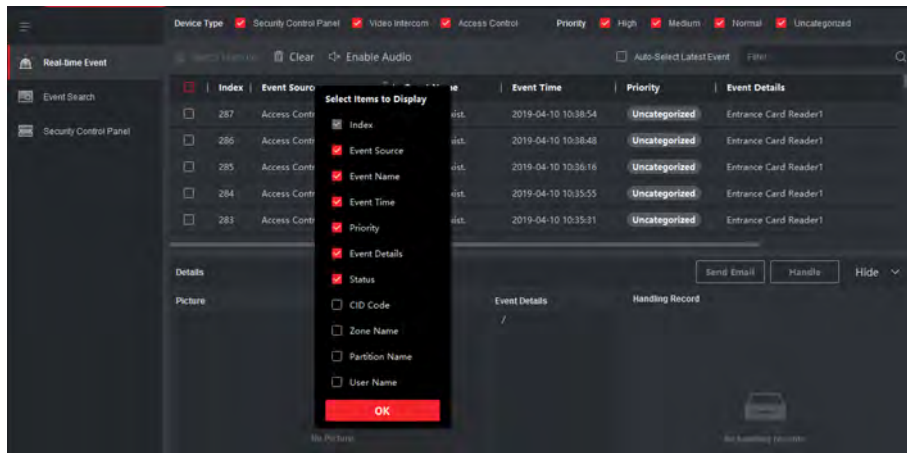 Device Type Security Control Panel Video Intercom Access Control Priority High Medium Normal Uncategorized
Real-time Event
Clear Enable Audio Auto-Select Latest Event Filter
Index Event Source Event Time Priority Event Details
Event Search
Security Control Panel
287 Access Contr ist. 2019-04-10 10:38:54 Uncategorized Entrance Card Reader1
286 Access Contr ist. 2019-04-10 10:38:48 Uncategorized Entrance Card Reader1
285 Access Contr ist. 2019-04-10 10:36:16 Uncategorized Entrance Card Reader1
284 Access Contr ist. 2019-04-10 10:35:55 Uncategorized Entrance Card Reader1
283 Access Contr ist. 2019-04-10 10:35:31 Uncategorized Entrance Card Reader1
Select Items to Display
Index
Event Source
Event Name
Event Time
Priority
Event Details
Status
CID Code
Zone Name
Partition Name
User Name
OK
Details Send Email Handle Hide
Picture Event Details Handling Record
/
No Picture